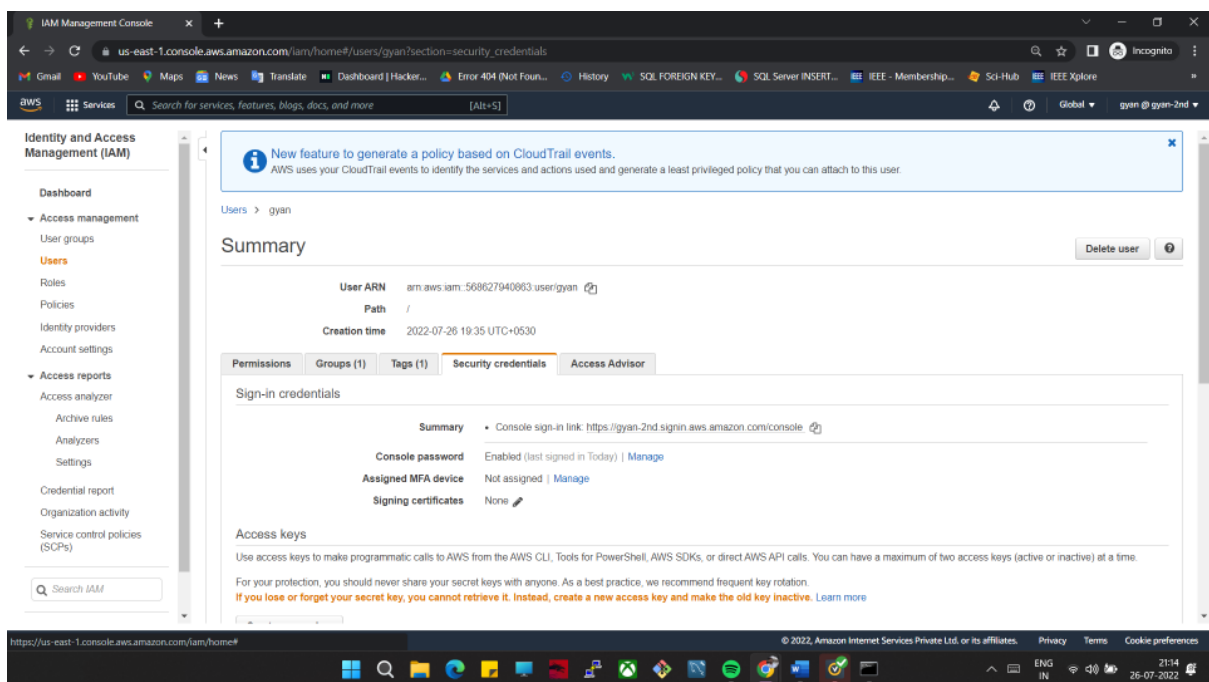 IAM Management Console
us-east-1.console.aws.amazon.com/iam/home#/users/gyan?section=security_credentials
Incognito
Gmail YouTube Maps News Translate Dashboard | Hacker... Error 404 (Not Foun... History SQL FOREIGN KEY... SQL Server INSERT... IEEE - Membership... Sci-Hub IEEE Xplore
aws Services Search for services, features, blogs, docs, and more [Alt+S] Global gyan @ gyan-2nd
Identity and Access
Management (IAM)
Dashboard
Access management
User groups
Users
Roles
Policies
Identity providers
Account settings
Access reports
Access analyzer
Archive rules
Analyzers
Settings
Credential report
Organization activity
Service control policies
(SCPs)
Search IAM
New feature to generate a policy based on CloudTrail events.
AWS uses your CloudTrail events to identify the services and actions used and generate a least privileged policy that you can attach to this user.
Users > gyan
Summary
Delete user
User ARN arn:aws:iam::568627940863:user/gyan
Path /
Creation time 2022-07-26 19:35 UTC+0530
Permissions Groups (1) Tags (1) Security credentials Access Advisor
Sign-in credentials
Summary • Console sign-in link: https://gyan-2nd.signin.aws.amazon.com/console
Console password Enabled (last signed in Today) | Manage
Assigned MFA device Not assigned | Manage
Signing certificates None
Access keys
Use access keys to make programmatic calls to AWS from the AWS CLI, Tools for PowerShell, AWS SDKs, or direct AWS API calls. You can have a maximum of two access keys (active or inactive) at a time.
For your protection, you should never share your secret keys with anyone. As a best practice, we recommend frequent key rotation.
If you lose or forget your secret key, you cannot retrieve it. Instead, create a new access key and make the old key inactive. Learn more
https://us-east-1.console.aws.amazon.com/iam/home#
© 2022, Amazon Internet Services Private Ltd. or its affiliates. Privacy Terms Cookie preferences
ENG
IN
21:14
26-07-2022